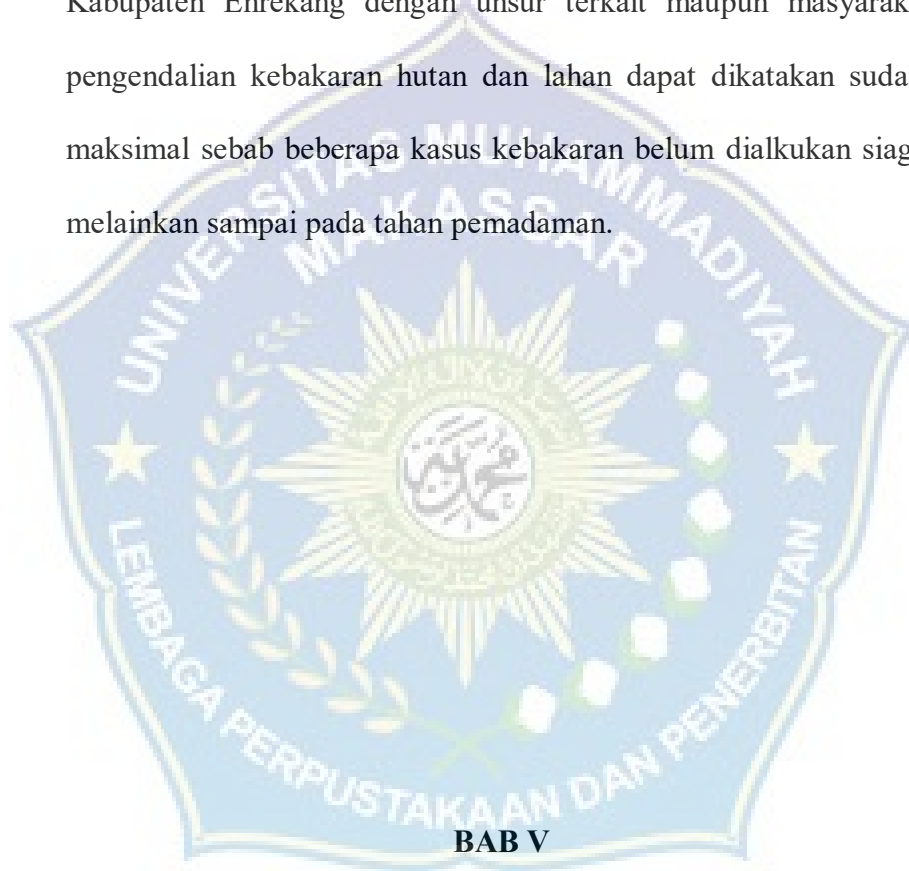 Kabupaten Enrekang dengan unsur terkait maupun masyarak
pengendalian kebakaran hutan dan lahan dapat dikatakan suda
maksimal sebab beberapa kasus kebakaran belum dialkukan siag
melainkan sampai pada tahan pemadaman.
UNIVERSITAS MUHAMMADIYAH
MAKASSAR
LEMBAGA PERPUSTAKAAN DAN PENERBITAN
BAB V